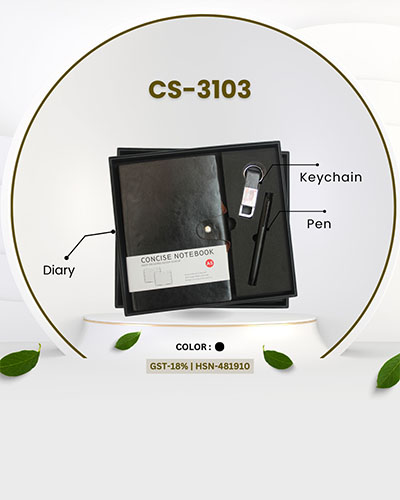 CS-3103
Keychain
Pen
Diary
CONCISE NOTEBOOK
A5
COLOR :
GST-18% | HSN-481910